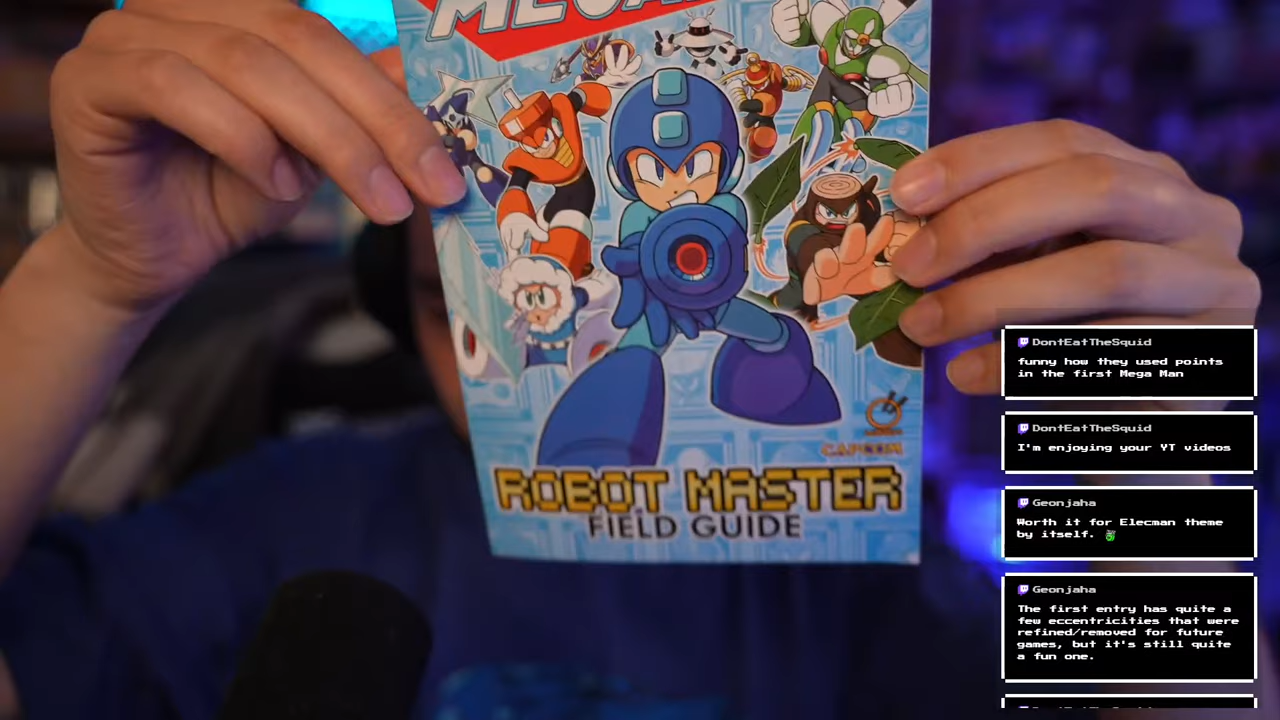 ROBOT MASTER
FIELD GUIDE
CAPCOM
DontEatTheSquid
funny how they used points
in the first Mega Man
DontEatTheSquid
I'm enjoying your YT videos
Geonjaha
Worth it for Elecman theme
by itself.
Geonjaha
The first entry has quite a
few eccentricities that were
refined/removed for future
games, but it's still quite
a fun one.